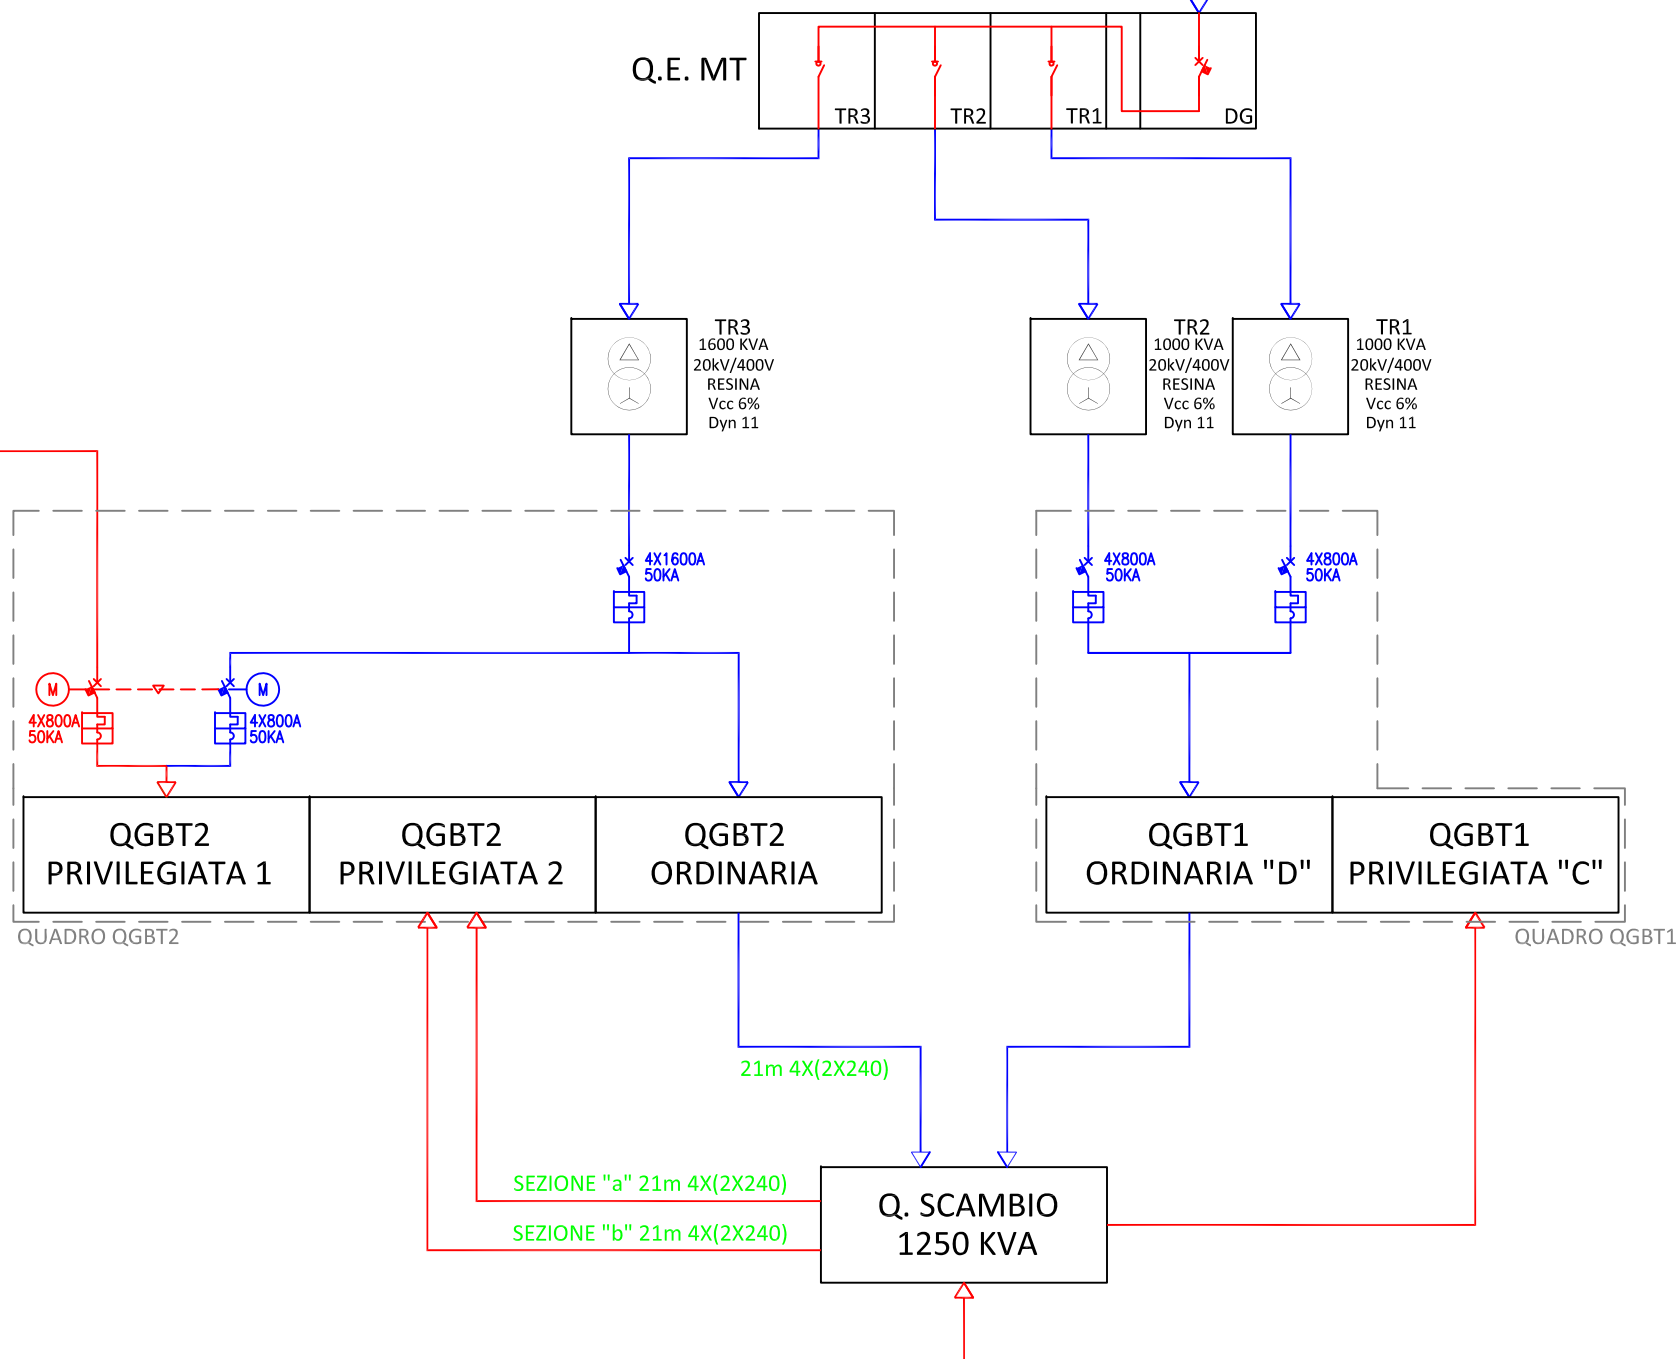 Q.E. MT
TR3
TR2
TR1
DG
TR3
1600 KVA
20kV/400V
RESINA
Vcc 6%
Dyn 11
TR2
1000 KVA
20kV/400V
RESINA
Vcc 6%
Dyn 11
TR1
1000 KVA
20kV/400V
RESINA
Vcc 6%
Dyn 11
4X1600A
50KA
4X800A
50KA
4X800A
50KA
M
M
4X800A
50KA
4X800A
50KA
QGBT2
PRIVILEGIATA 1
QGBT2
PRIVILEGIATA 2
QGBT2
ORDINARIA
QGBT1
ORDINARIA "D"
QGBT1
PRIVILEGIATA "C"
QUADRO QGBT2
QUADRO QGBT1
21m 4X(2X240)
SEZIONE "a" 21m 4X(2X240)
SEZIONE "b" 21m 4X(2X240)
Q. SCAMBIO
1250 KVA